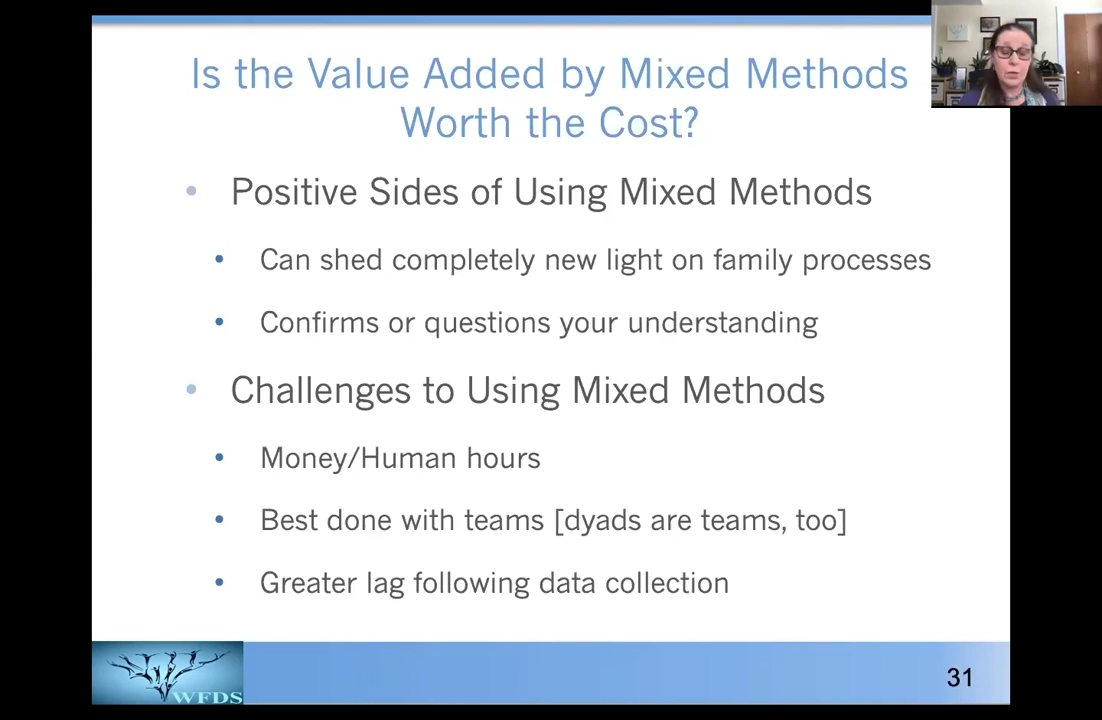 Is the Value Added by Mixed Methods
Worth the Cost?
• Positive Sides of Using Mixed Methods
• Can shed completely new light on family processes
• Confirms or questions your understanding
• Challenges to Using Mixed Methods
• Money/Human hours
• Best done with teams [dyads are teams, too]
• Greater lag following data collection
WFDS
31